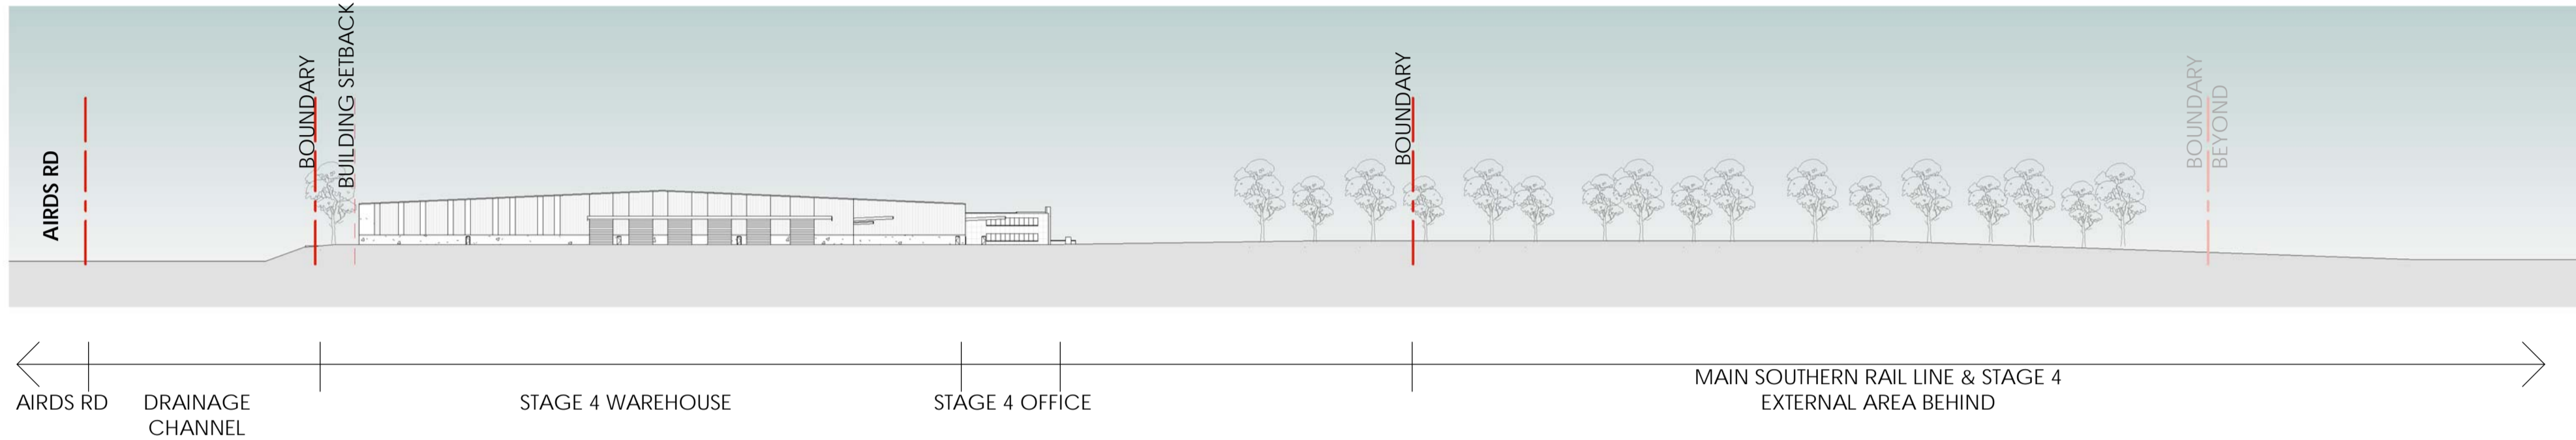 AIRDS RD
BOUNDARY
BUILDING SETBACK
BOUNDARY
BOUNDARY
BEYOND
AIRDS RD
DRAINAGE
CHANNEL
STAGE 4 WAREHOUSE
STAGE 4 OFFICE
MAIN SOUTHERN RAIL LINE & STAGE 4
EXTERNAL AREA BEHIND